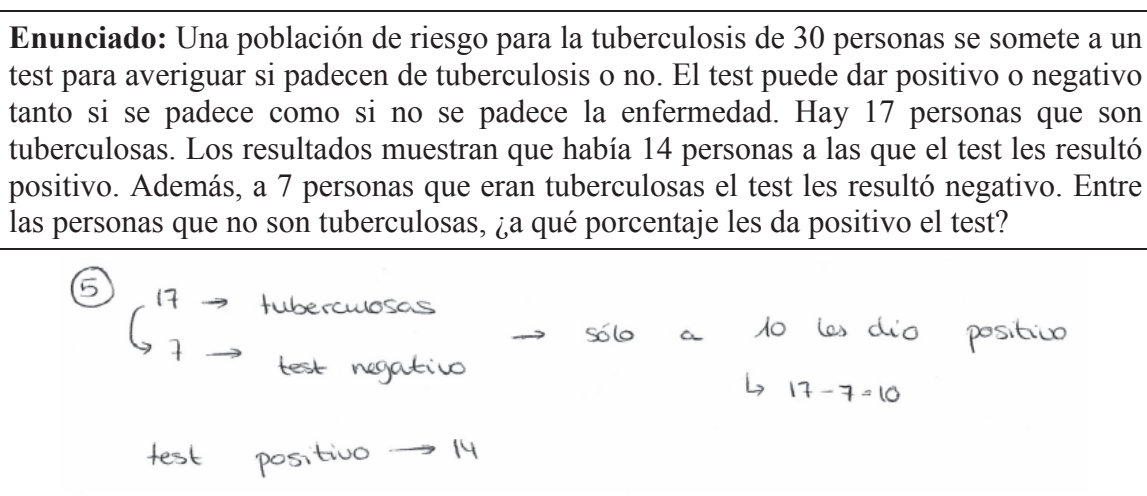 Enunciado: Una población de riesgo para la tuberculosis de 30 personas se somete a un
test para averiguar si padecen de tuberculosis o no. El test puede dar positivo o negativo
tanto si se padece como si no se padece la enfermedad. Hay 17 personas que son
tuberculosas. Los resultados muestran que había 14 personas a las que el test les resultó
positivo. Además, a 7 personas que eran tuberculosas el test les resultó negativo. Entre
las personas que no son tuberculosas, ¿a qué porcentaje les da positivo el test?
5 17 → tuberculosas
↳ 7 → test negativo → sólo a 10 les dio positivo
↳ 17-7=10
test positivo → 14